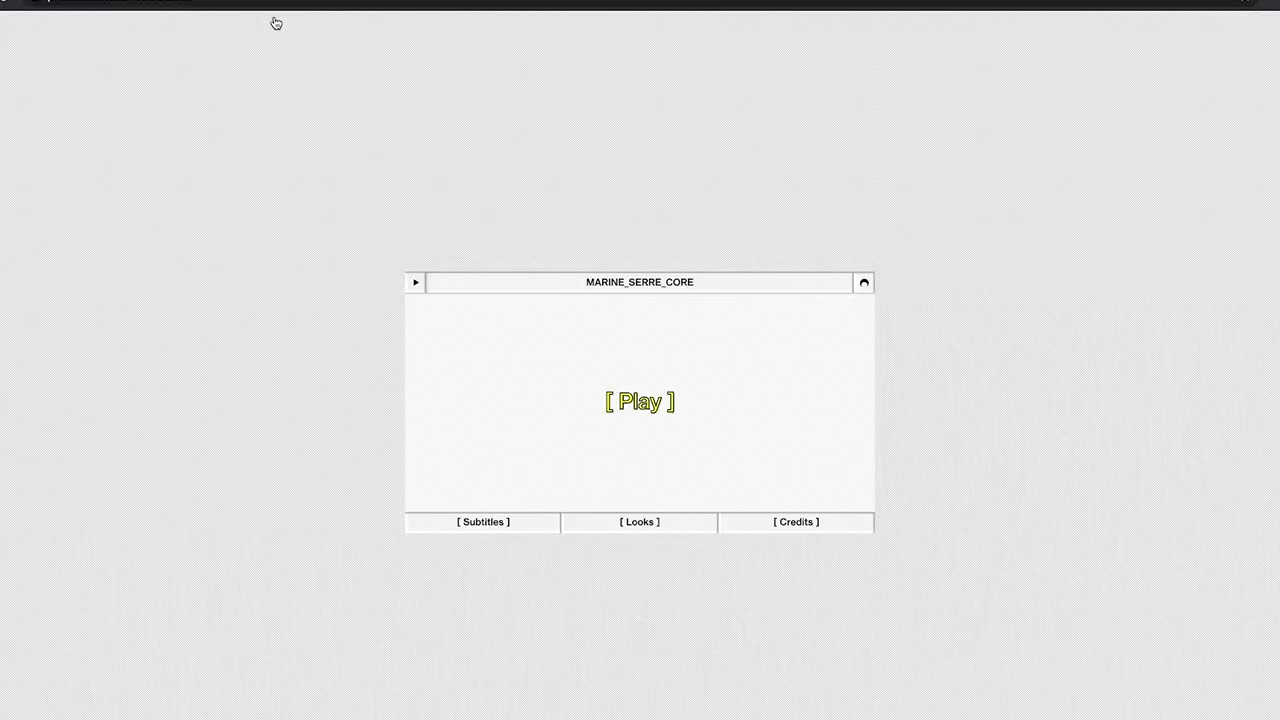 MARINE_SERRE_CORE
[ Play ]
[ Subtitles ] [ Looks ] [ Credits ]